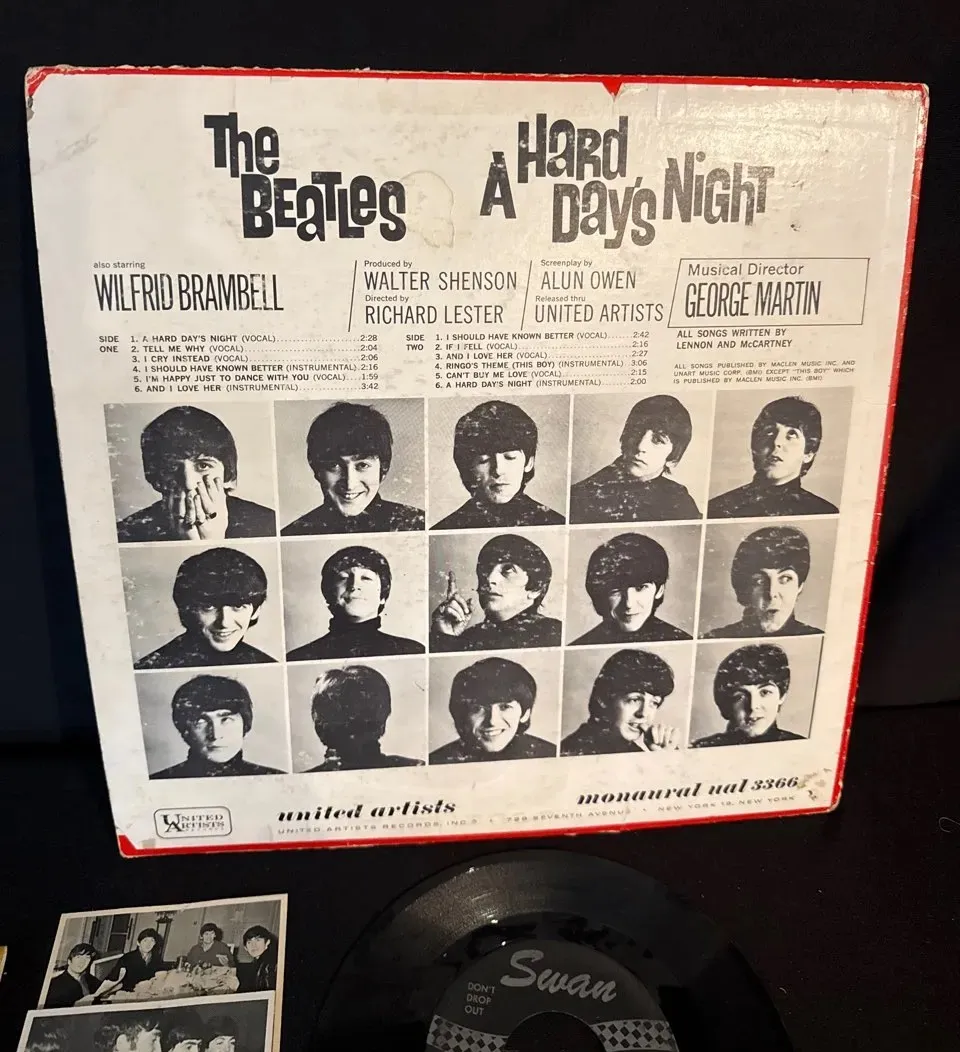 The BEATLES
A HARD DAY'S NIGHT
also starring
WILFRID BRAMBELL
Produced by
WALTER SHENSON
Directed by
RICHARD LESTER
Screenplay by
ALUN OWEN
Released thru
UNITED ARTISTS
Musical Director
GEORGE MARTIN
SIDE ONE
1. A HARD DAY'S NIGHT (VOCAL) 2:28
2. TELL ME WHY (VOCAL) 2:04
3. I CRY INSTEAD (VOCAL) 2:06
4. I SHOULD HAVE KNOWN BETTER (INSTRUMENTAL) 2:16
5. I'M HAPPY JUST TO DANCE WITH YOU (VOCAL) 1:59
6. AND I LOVE HER (INSTRUMENTAL) 3:42
SIDE TWO
1. I SHOULD HAVE KNOWN BETTER (VOCAL) 2:42
2. IF I FELL (VOCAL) 2:16
3. AND I LOVE HER (VOCAL) 2:27
4. RINGO'S THEME (THIS BOY) (INSTRUMENTAL) 3:06
5. CAN'T BUY ME LOVE (VOCAL) 2:15
6. A HARD DAY'S NIGHT (INSTRUMENTAL) 2:00
ALL SONGS WRITTEN BY
LENNON AND McCARTNEY
ALL SONGS PUBLISHED BY MACLEN MUSIC INC. AND
UNART MUSIC CORP. (BMI) EXCEPT "THIS BOY" WHICH
IS PUBLISHED BY MACLEN MUSIC INC. (BMI)
UNITED ARTISTS
RECORDS
united artists
monaural ual 3366
UNITED ARTISTS RECORDS, INC. • 729 SEVENTH AVENUE • NEW YORK 19, NEW YORK
Swan
DON'T
DROP
OUT